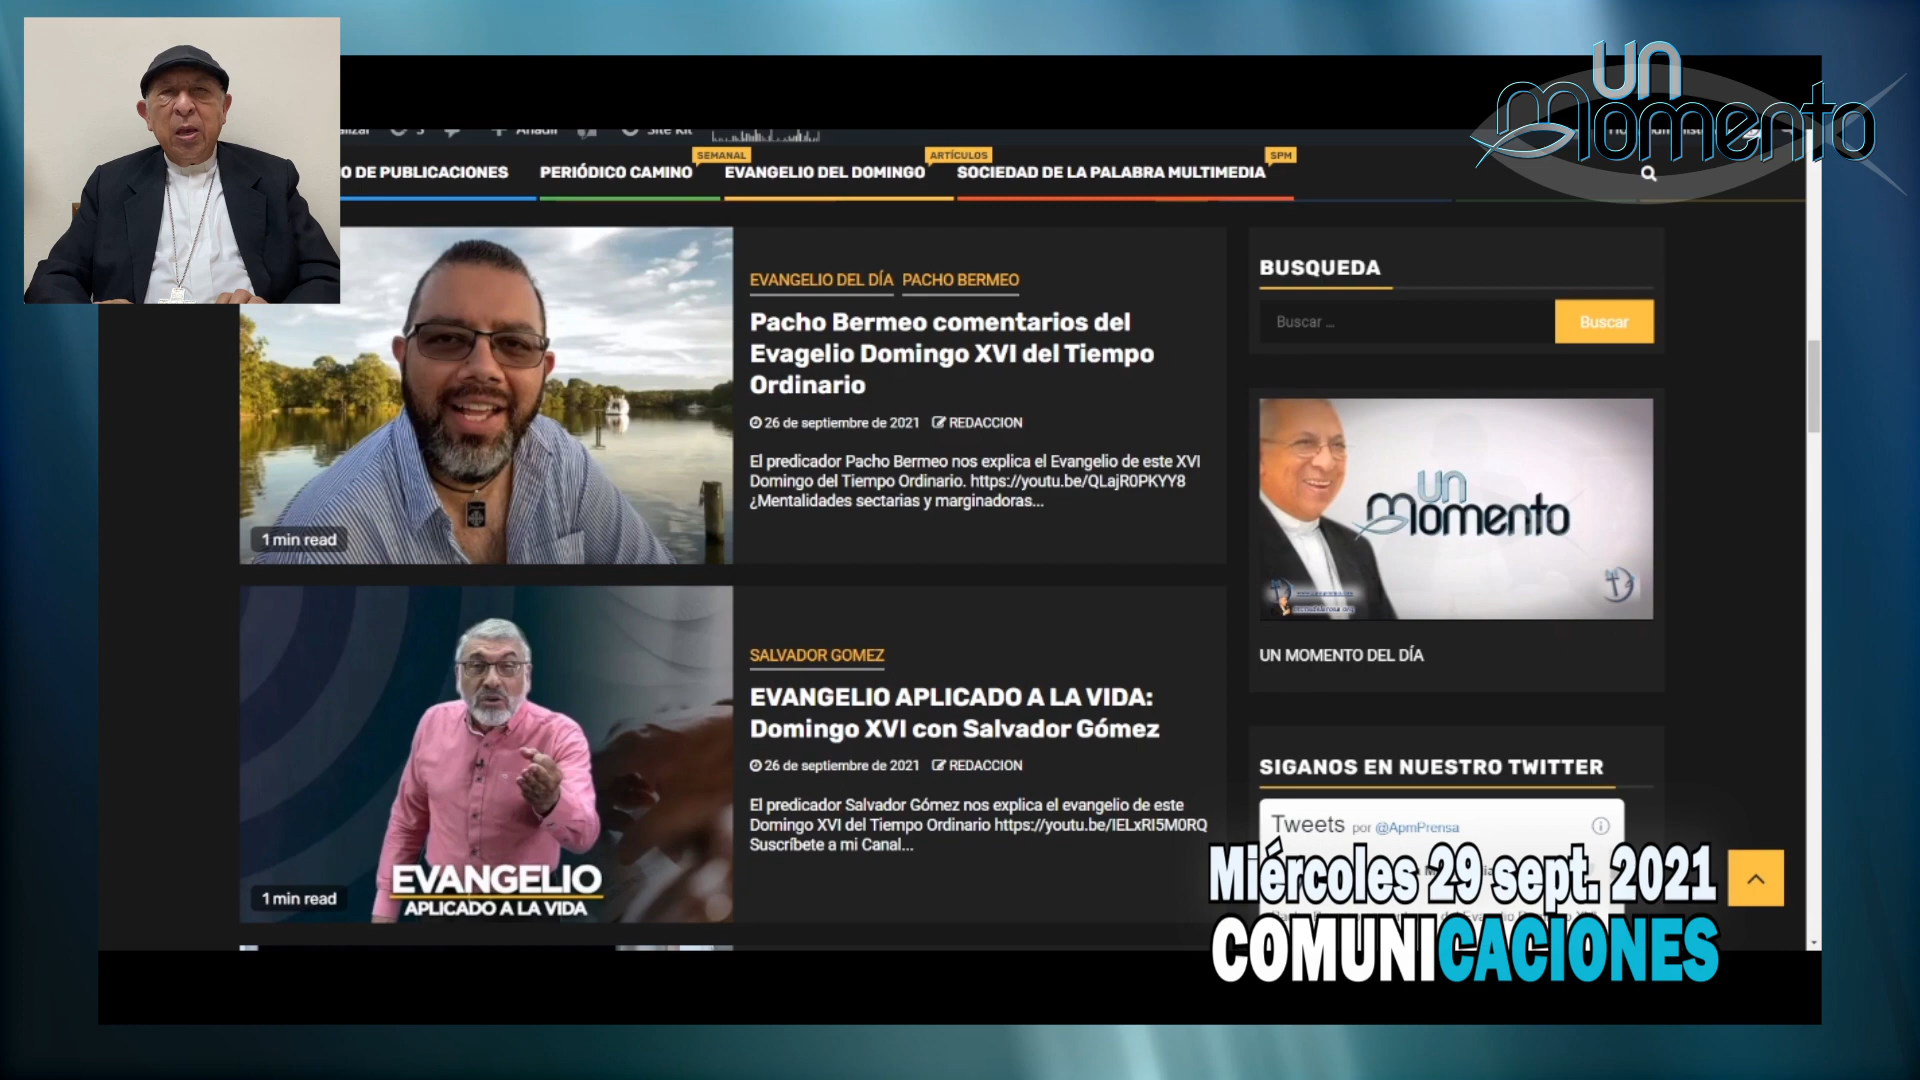 un
Momento
5
Añadir
Site Kit
O DE PUBLICACIONES
PERIÓDICO CAMINO
SEMANAL
EVANGELIO DEL DOMINGO
ARTÍCULOS
SOCIEDAD DE LA PALABRA MULTIMEDIA
SPM
EVANGELIO DEL DÍA PACHO BERMEO
Pacho Bermeo comentarios del
Evagelio Domingo XVI del Tiempo
Ordinario
26 de septiembre de 2021 REDACCION
El predicador Pacho Bermeo nos explica el Evangelio de este XVI
Domingo del Tiempo Ordinario. https://youtu.be/QLajR0PKYY8
¿Mentalidades sectarias y marginadoras...
1 min read
SALVADOR GOMEZ
EVANGELIO APLICADO A LA VIDA:
Domingo XVI con Salvador Gómez
26 de septiembre de 2021 REDACCION
El predicador Salvador Gómez nos explica el evangelio de este
Domingo XVI del Tiempo Ordinario https://youtu.be/IELxRI5M0RQ
Suscríbete a mi Canal...
EVANGELIO
APLICADO A LA VIDA
1 min read
BUSQUEDA
Buscar ...
Buscar
un
Momento
UN MOMENTO DEL DÍA
SIGANOS EN NUESTRO TWITTER
Tweets por @ApmPrensa
Miércoles 29 sept. 2021
COMUNICACIONES